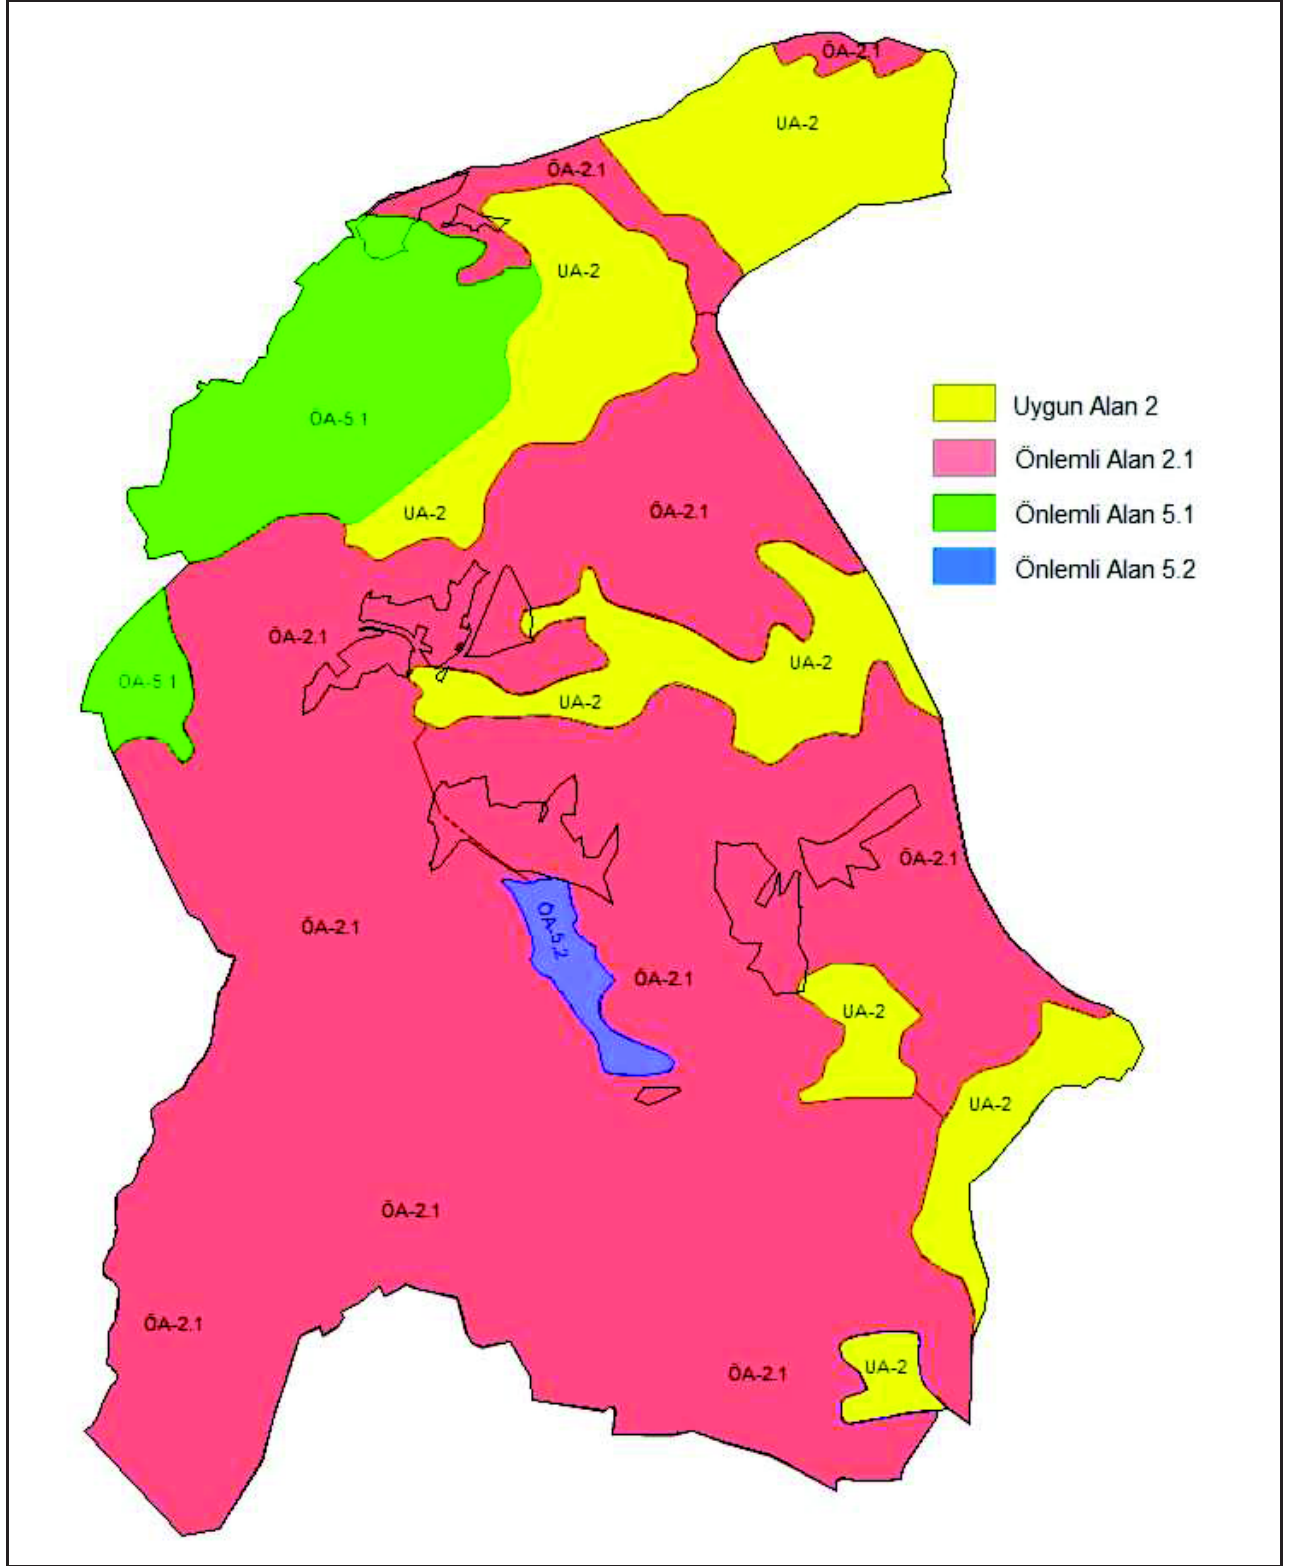 ÖA-2.1
UA-2
ÖA-2.1
UA-2
Uygun Alan 2
Önlemli Alan 2.1
Önlemli Alan 5.1
Önlemli Alan 5.2
ÖA-5.1
UA-2
ÖA-2.1
ÖA-2.1
UA-2
ÖA-5.1
UA-2
ÖA-2.1
ÖA-2.1
ÖA-5.2
ÖA-2.1
UA-2
UA-2
ÖA-2.1
ÖA-2.1
ÖA-2.1
UA-2